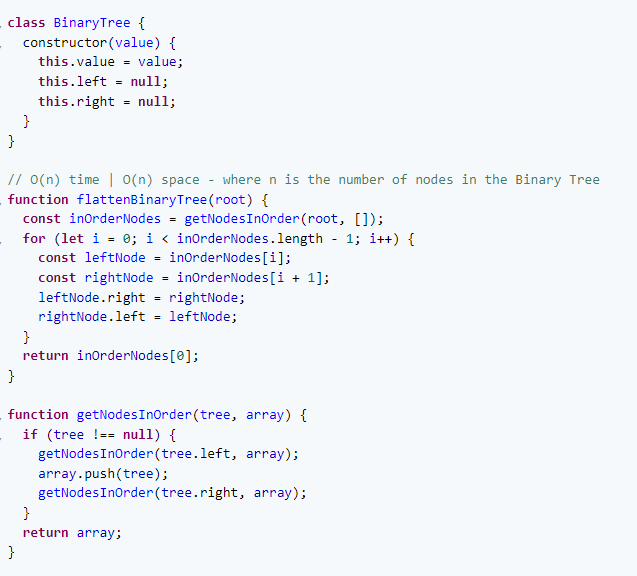 class BinaryTree {
  constructor(value) {
    this.value = value;
    this.left = null;
    this.right = null;
  }
}

// O(n) time | O(n) space - where n is the number of nodes in the Binary Tree
function flattenBinaryTree(root) {
  const inOrderNodes = getNodesInOrder(root, []);
  for (let i = 0; i < inOrderNodes.length - 1; i++) {
    const leftNode = inOrderNodes[i];
    const rightNode = inOrderNodes[i + 1];
    leftNode.right = rightNode;
    rightNode.left = leftNode;
  }
  return inOrderNodes[0];
}

function getNodesInOrder(tree, array) {
  if (tree !== null) {
    getNodesInOrder(tree.left, array);
    array.push(tree);
    getNodesInOrder(tree.right, array);
  }
  return array;
}